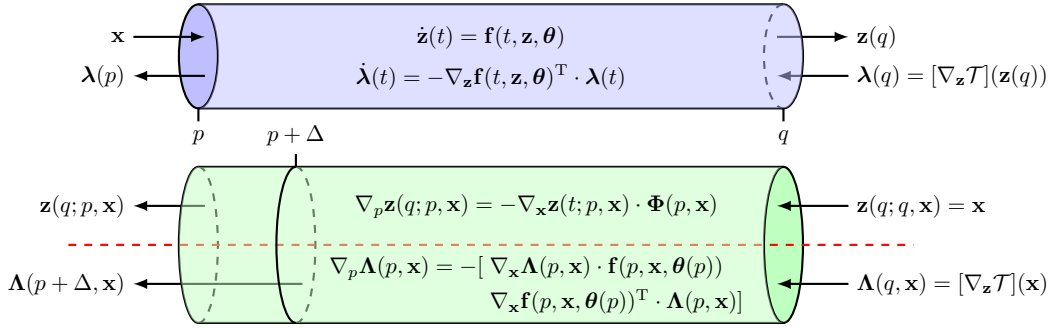 x
ż(t) = f(t, z, θ)
z(q)
λ(p)
λ̇(t) = −∇_z f(t, z, θ)^T · λ(t)
λ(q) = [∇_z 𝒯](z(q))
p
p + Δ
q
z(q; p, x)
∇_p z(q; p, x) = −∇_x z(t; p, x) · Φ(p, x)
z(q; q, x) = x
∇_p Λ(p, x) = −[ ∇_x Λ(p, x) · f(p, x, θ(p))
Λ(p + Δ, x)
Λ(q, x) = [∇_z 𝒯](x)
∇_x f(p, x, θ(p))^T · Λ(p, x)]